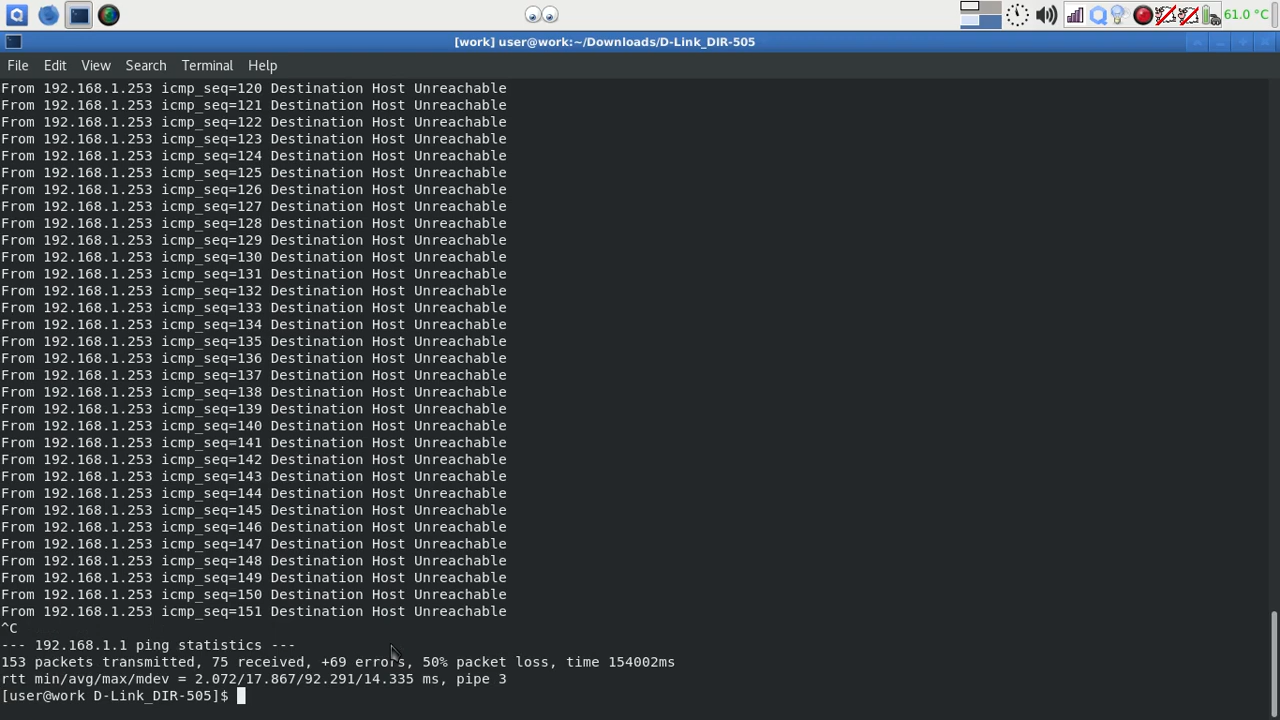 61.0 °C
[work] user@work:~/Downloads/D-Link_DIR-505
File Edit View Search Terminal Help
From 192.168.1.253 icmp_seq=120 Destination Host Unreachable
From 192.168.1.253 icmp_seq=121 Destination Host Unreachable
From 192.168.1.253 icmp_seq=122 Destination Host Unreachable
From 192.168.1.253 icmp_seq=123 Destination Host Unreachable
From 192.168.1.253 icmp_seq=124 Destination Host Unreachable
From 192.168.1.253 icmp_seq=125 Destination Host Unreachable
From 192.168.1.253 icmp_seq=126 Destination Host Unreachable
From 192.168.1.253 icmp_seq=127 Destination Host Unreachable
From 192.168.1.253 icmp_seq=128 Destination Host Unreachable
From 192.168.1.253 icmp_seq=129 Destination Host Unreachable
From 192.168.1.253 icmp_seq=130 Destination Host Unreachable
From 192.168.1.253 icmp_seq=131 Destination Host Unreachable
From 192.168.1.253 icmp_seq=132 Destination Host Unreachable
From 192.168.1.253 icmp_seq=133 Destination Host Unreachable
From 192.168.1.253 icmp_seq=134 Destination Host Unreachable
From 192.168.1.253 icmp_seq=135 Destination Host Unreachable
From 192.168.1.253 icmp_seq=136 Destination Host Unreachable
From 192.168.1.253 icmp_seq=137 Destination Host Unreachable
From 192.168.1.253 icmp_seq=138 Destination Host Unreachable
From 192.168.1.253 icmp_seq=139 Destination Host Unreachable
From 192.168.1.253 icmp_seq=140 Destination Host Unreachable
From 192.168.1.253 icmp_seq=141 Destination Host Unreachable
From 192.168.1.253 icmp_seq=142 Destination Host Unreachable
From 192.168.1.253 icmp_seq=143 Destination Host Unreachable
From 192.168.1.253 icmp_seq=144 Destination Host Unreachable
From 192.168.1.253 icmp_seq=145 Destination Host Unreachable
From 192.168.1.253 icmp_seq=146 Destination Host Unreachable
From 192.168.1.253 icmp_seq=147 Destination Host Unreachable
From 192.168.1.253 icmp_seq=148 Destination Host Unreachable
From 192.168.1.253 icmp_seq=149 Destination Host Unreachable
From 192.168.1.253 icmp_seq=150 Destination Host Unreachable
From 192.168.1.253 icmp_seq=151 Destination Host Unreachable
^C
--- 192.168.1.1 ping statistics ---
153 packets transmitted, 75 received, +69 errors, 50% packet loss, time 154002ms
rtt min/avg/max/mdev = 2.072/17.867/92.291/14.335 ms, pipe 3
[user@work D-Link_DIR-505]$